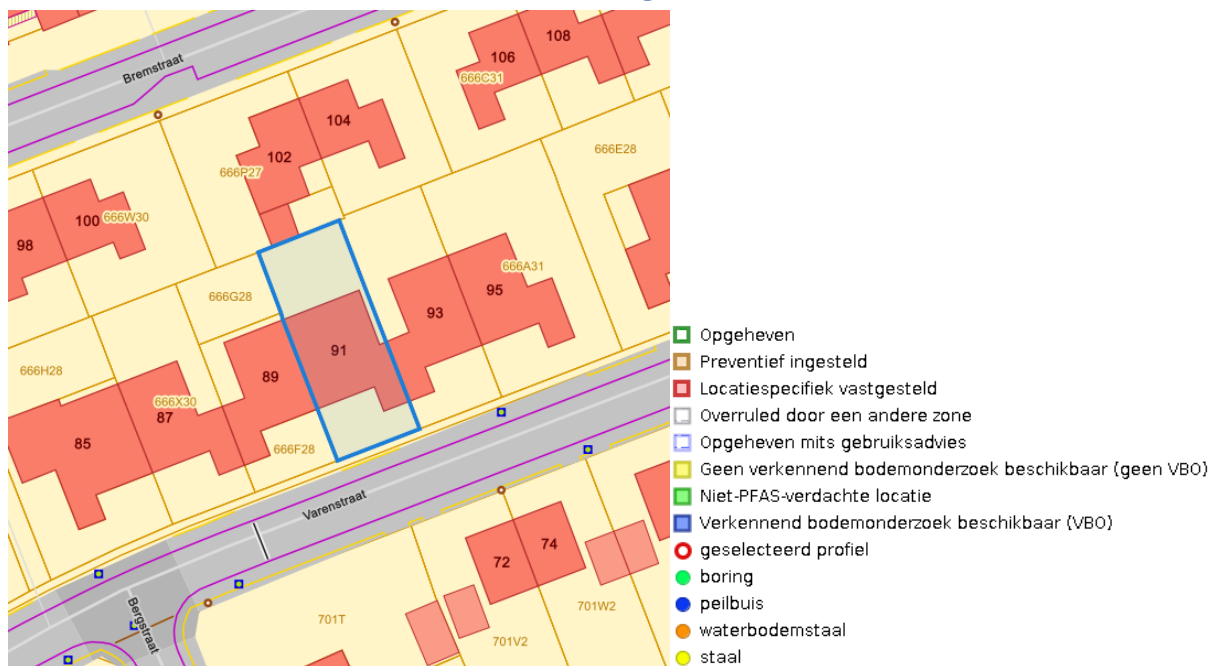 106
108
Bremstraat
666C31
104
102
666E28
666P27
100
666W30
98
666A31
95
666G28
93
91
89
666H28
666X30
87
85
666F28
Varenstraat
74
72
701W2
Bergstraat
701T
701V2
Opgeheven
Preventief ingesteld
Locatiespecifiek vastgesteld
Overruled door een andere zone
Opgeheven mits gebruiksadvies
Geen verkennend bodemonderzoek beschikbaar (geen VBO)
Niet-PFAS-verdachte locatie
Verkennend bodemonderzoek beschikbaar (VBO)
geselecteerd profiel
boring
peilbuis
waterbodemstaal
staal